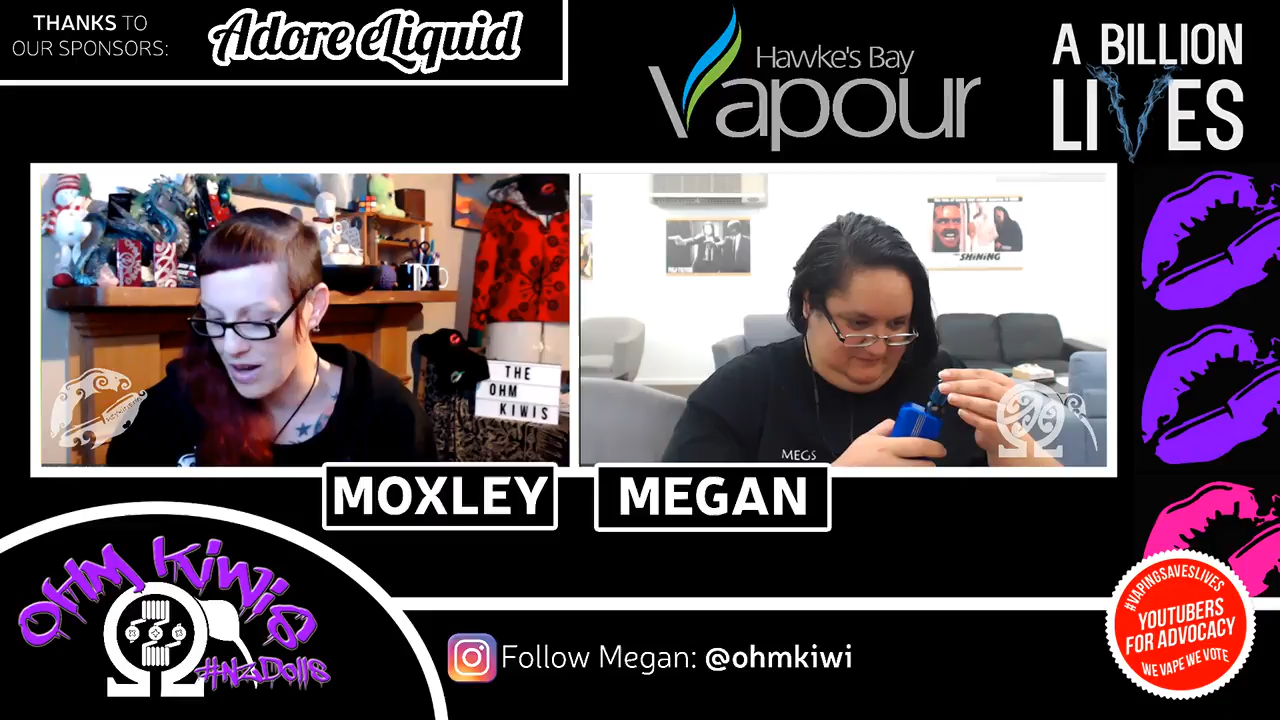 THANKS TO
OUR SPONSORS:
Adore eLiquid
Hawke's Bay
Vapour
A BILLION
LIVES
THE
OHM
KIWIS
THE SHINING
MEGS
MOXLEY
MEGAN
OHM KIWIS
#NZDOLLS
Follow Megan: @ohmkiwi
#VAPINGSAVESLIVES
YOUTUBERS
FOR ADVOCACY
WE VAPE WE VOTE